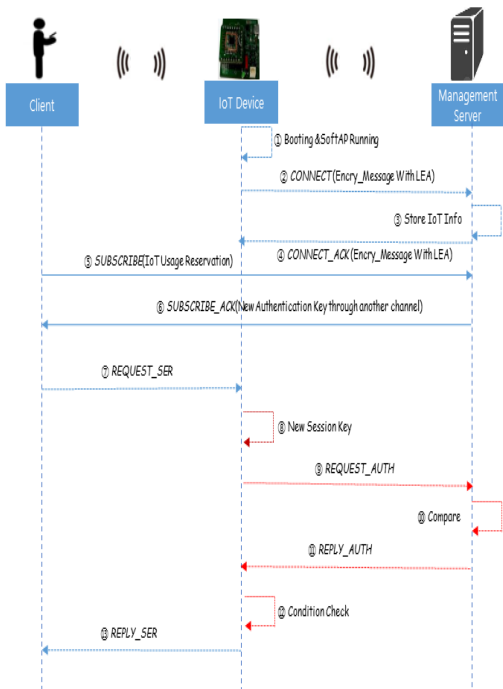 Client
IoT Device
Management
Server
① Booting &SoftAP Running
② CONNECT(Encry_Message With LEA)
③ Store IoT Info
④ CONNECT_ACK(Encry_Message With LEA)
⑤ SUBSCRIBE(IoT Usage Reservation)
⑥ SUBSCRIBE_ACK(New Authentication Key through another channel)
⑦ REQUEST_SER
⑧ New Session Key
⑨ REQUEST_AUTH
⑩ Compare
⑪ REPLY_AUTH
⑫ Condition Check
⑬ REPLY_SER